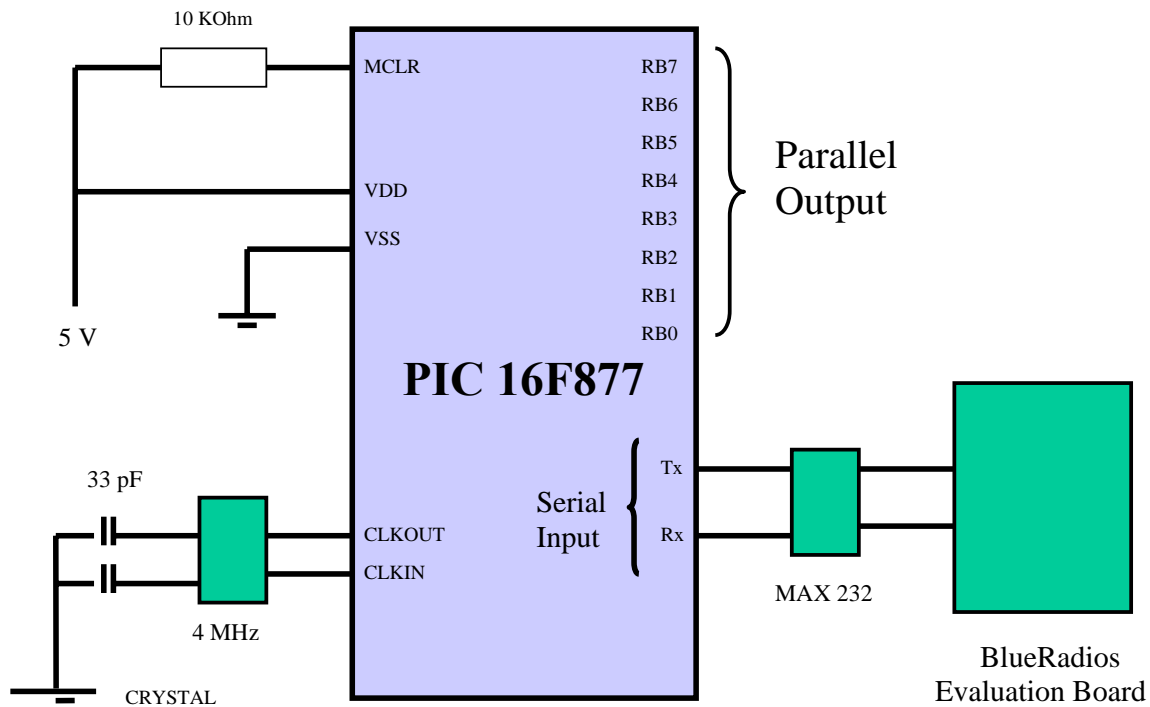 10 KOhm
MCLR
VDD
VSS
5 V
RB7
RB6
RB5
RB4
RB3
RB2
RB1
RB0
Parallel
Output
PIC 16F877
33 pF
4 MHz
CRYSTAL
CLKOUT
CLKIN
Serial
Input
Tx
Rx
MAX 232
BlueRadios
Evaluation Board